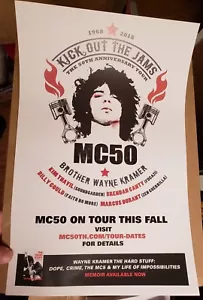 1968 2018
KICK OUT THE JAMS
THE 50TH ANNIVERSARY TOUR
MC50
BROTHER WAYNE KRAMER
KIM THAYIL (SOUNDGARDEN) BRENDAN CANTY (FUGAZI)
BILLY GOULD (FAITH NO MORE) MARCUS DURANT (ZEN GUERRILLA)
MC50 ON TOUR THIS FALL
VISIT
MC50TH.COM/TOUR-DATES
FOR DETAILS
WAYNE KRAMER THE HARD STUFF:
DOPE, CRIME, THE MC5 & MY LIFE OF IMPOSSIBILITIES
MEMOIR AVAILABLE NOW